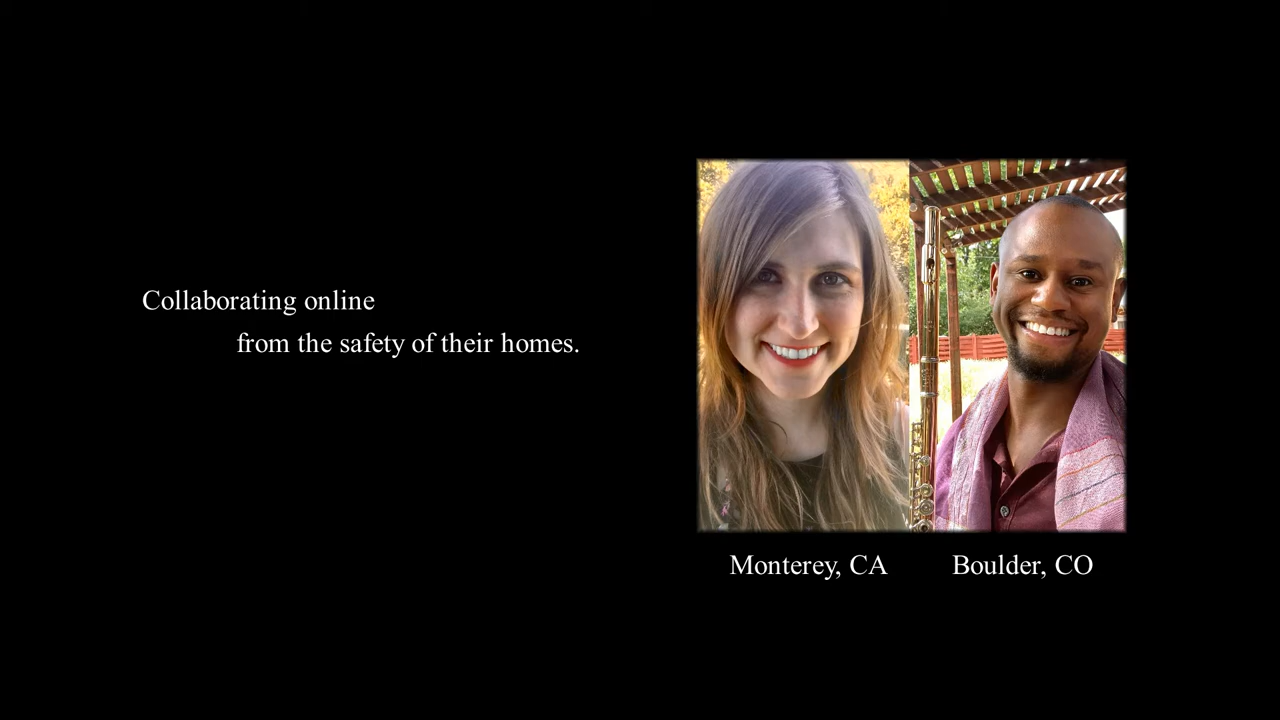 Collaborating online
from the safety of their homes.
Monterey, CA
Boulder, CO